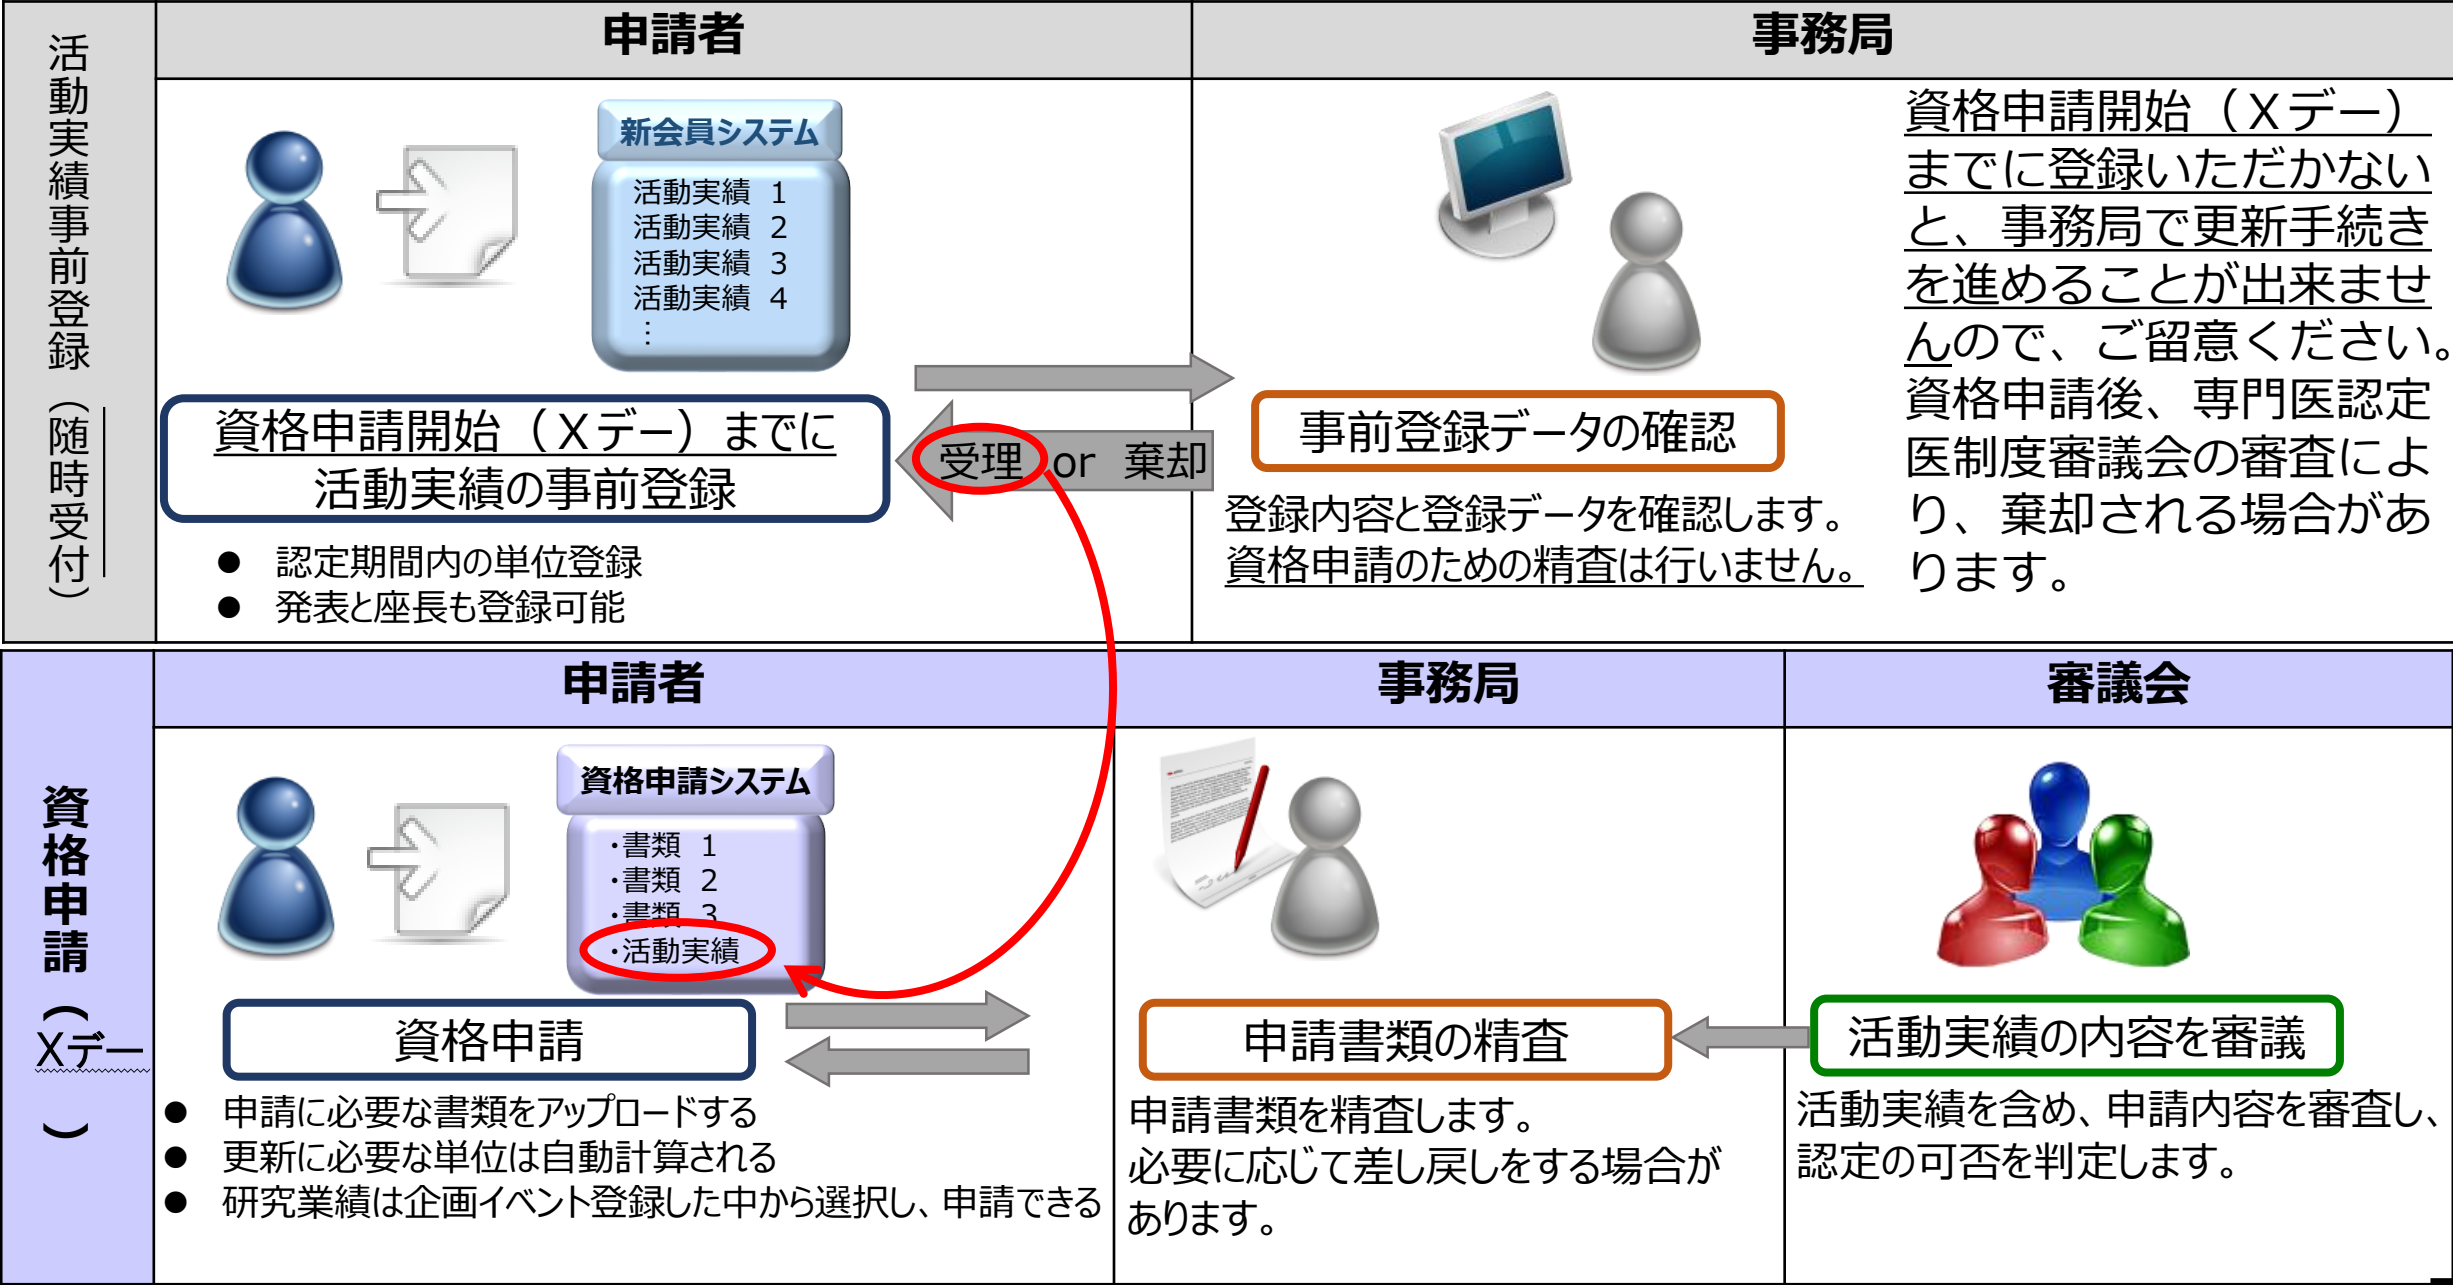 申請者
事務局
活動実績事前登録（随時受付）
新会員システム
活動実績 1
活動実績 2
活動実績 3
活動実績 4
…
資格申請開始（Ｘデー）までに
活動実績の事前登録
● 認定期間内の単位登録
● 発表と座長も登録可能
受理 or 棄却
事前登録データの確認
登録内容と登録データを確認します。
資格申請のための精査は行いません。
資格申請開始（Ｘデー）
までに登録いただかない
と、事務局で更新手続き
を進めることが出来ませ
んので、ご留意ください。
資格申請後、専門医認定
医制度審議会の審査によ
り、棄却される場合があ
ります。
申請者
事務局
審議会
資格申請（Xデー）
資格申請システム
・書類 1
・書類 2
・書類 3
・活動実績
資格申請
● 申請に必要な書類をアップロードする
● 更新に必要な単位は自動計算される
● 研究業績は企画イベント登録した中から選択し、申請できる
申請書類の精査
申請書類を精査します。
必要に応じて差し戻しをする場合が
あります。
活動実績の内容を審議
活動実績を含め、申請内容を審査し、
認定の可否を判定します。